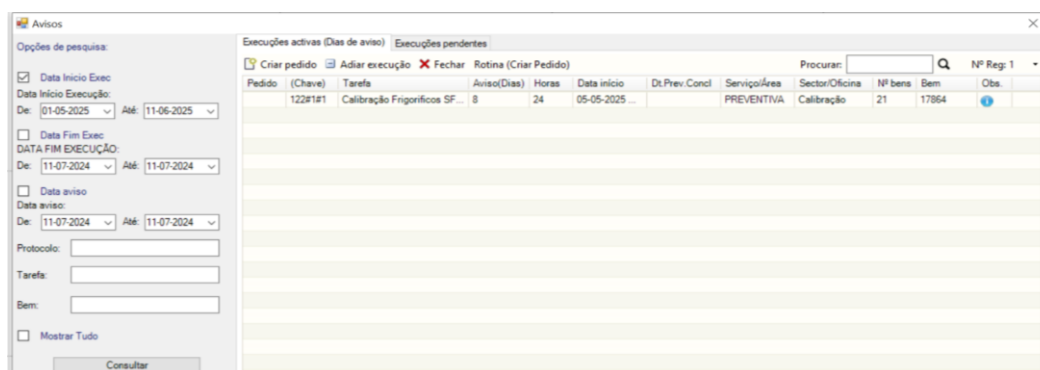 Avisos
Opções de pesquisa:
Data Inicio Exec
Data Início Execução:
De: 01-05-2025 Até: 11-06-2025
Data Fim Exec
DATA FIM EXECUÇÃO:
De: 11-07-2024 Até: 11-07-2024
Data aviso
Data aviso:
De: 11-07-2024 Até: 11-07-2024
Protocolo:
Tarefa:
Bem:
Mostrar Tudo
Consultar
Execuções activas (Dias de aviso) Execuções pendentes
Criar pedido Adiar execução Fechar Rotina (Criar Pedido) Procurar: Nº Reg: 1
Pedido (Chave) Tarefa Aviso(Dias) Horas Data início Dt.Prev.Concl Serviço/Área Sector/Oficina Nº bens Bem Obs.
122#1#1 Calibração Frigorificos SF... 8 24 05-05-2025 ... PREVENTIVA Calibração 21 17864